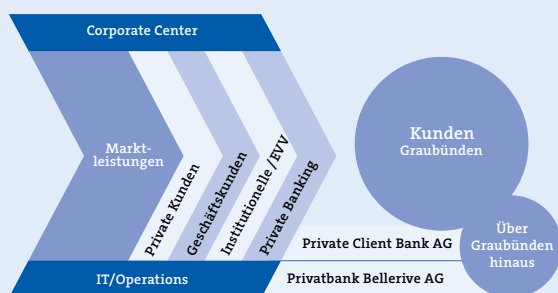 Corporate Center
Markt-
leistungen
Private Kunden
Geschäftskunden
Institutionelle/EVV
Private Banking
Kunden
Graubünden
Private Client Bank AG
Über
Graubünden
hinaus
IT/Operations
Privatbank Bellerive AG